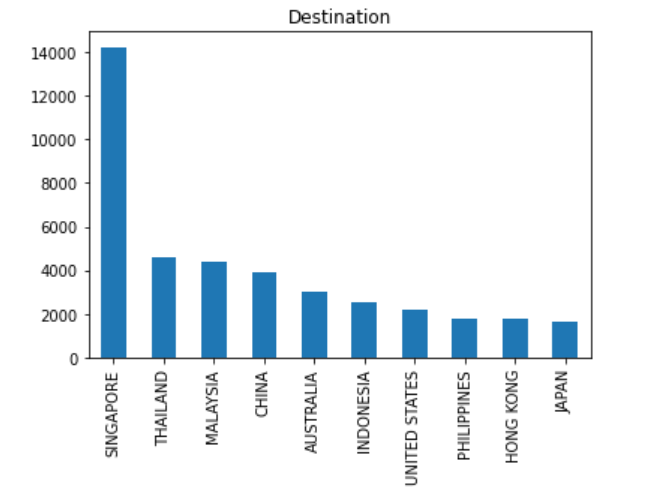 Destination
14000
12000
10000
8000
6000
4000
2000
0
SINGAPORE
THAILAND
MALAYSIA
CHINA
AUSTRALIA
INDONESIA
UNITED STATES
PHILIPPINES
HONG KONG
JAPAN